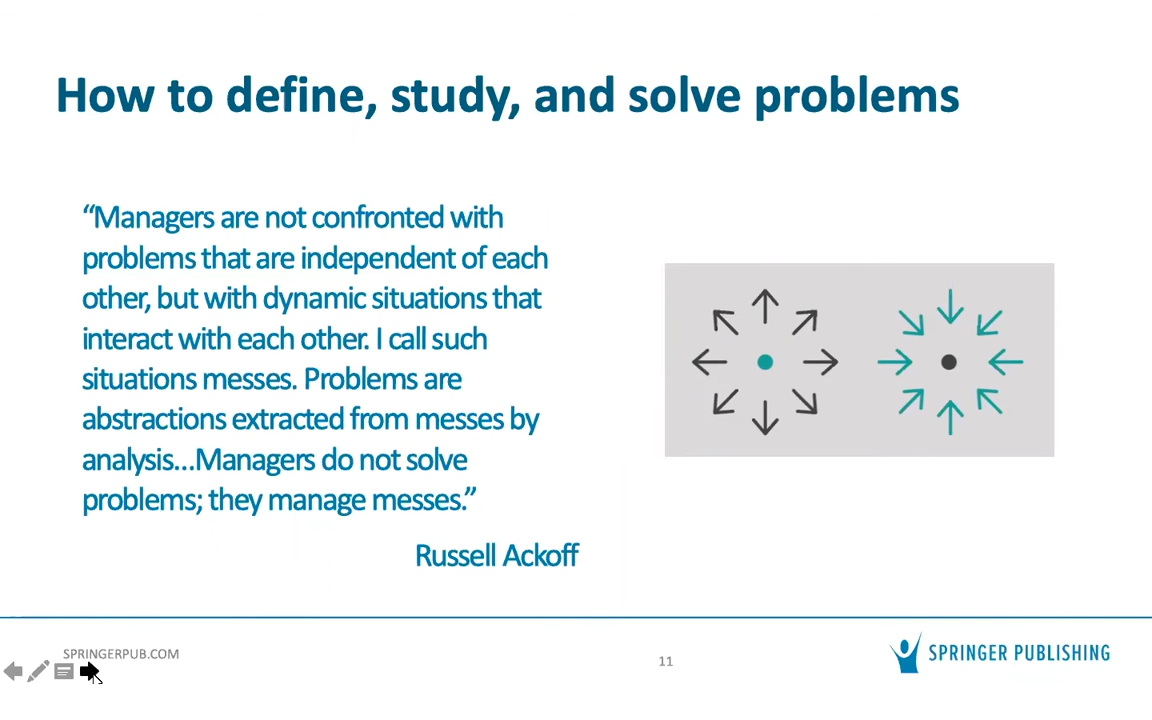 How to define, study, and solve problems
“Managers are not confronted with
problems that are independent of each
other, but with dynamic situations that
interact with each other. I call such
situations messes. Problems are
abstractions extracted from messes by
analysis…Managers do not solve
problems; they manage messes.”
Russell Ackoff
SPRINGERPUB.COM
11
SPRINGER PUBLISHING